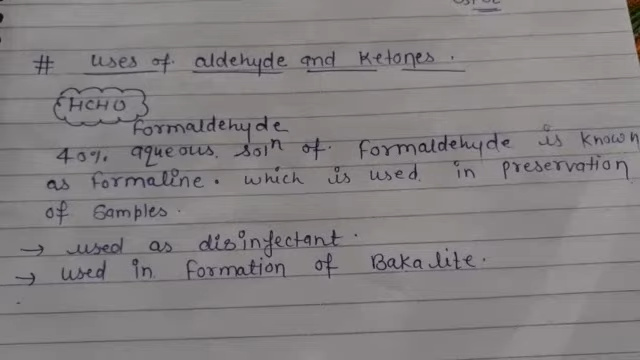 # uses of aldehyde and Ketones.
HCHO
formaldehyde
40% aqueous solⁿ of formaldehyde is known
as formaline. which is used in preservation
of samples.
→ used as disinfectant.
→ used in formation of Bakalite.